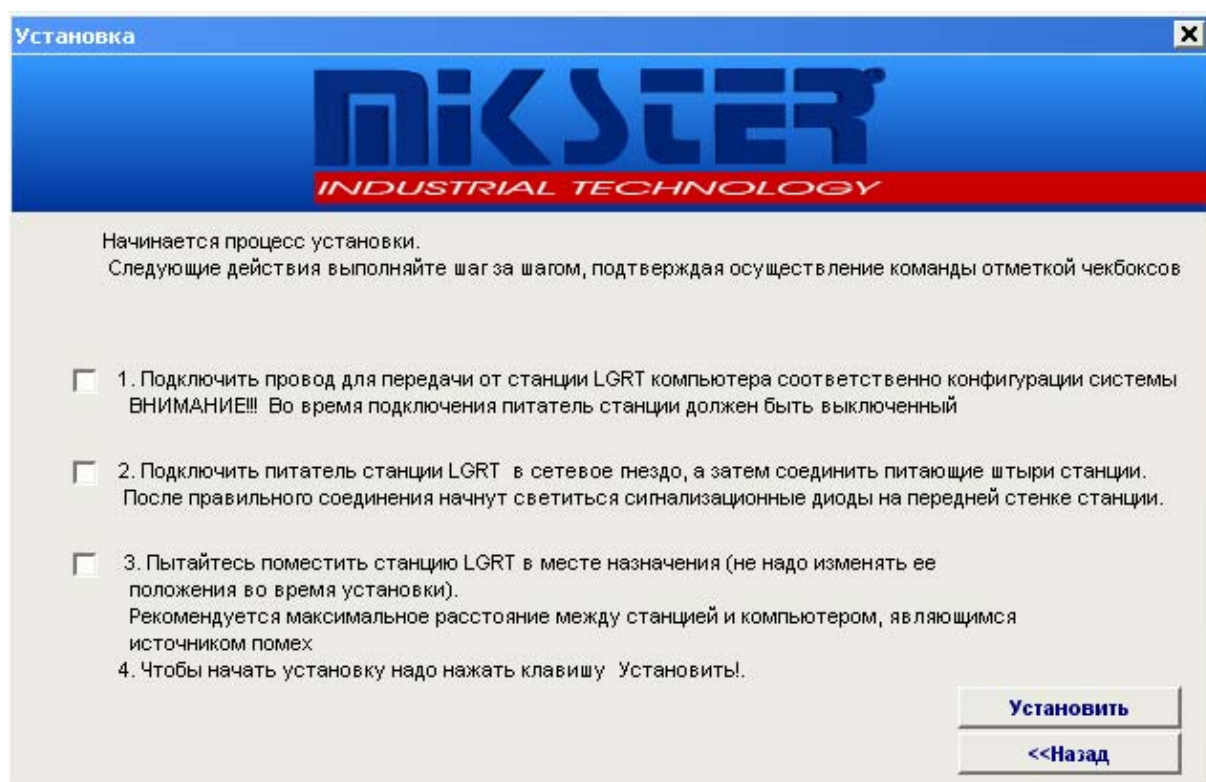 Установка
MiKSTER
INDUSTRIAL TECHNOLOGY
Начинается процесс установки.
Следующие действия выполняйте шаг за шагом, подтверждая осуществление команды отметкой чекбоксов
1. Подключить провод для передачи от станции LGRT компьютера соответственно конфигурации системы
ВНИМАНИЕ!!! Во время подключения питатель станции должен быть выключенный
2. Подключить питатель станции LGRT в сетевое гнездо, а затем соединить питающие штыри станции.
После правильного соединения начнут светиться сигнализационные диоды на передней стенке станции.
3. Пытайтесь поместить станцию LGRT в месте назначения (не надо изменять ее
положения во время установки).
Рекомендуется максимальное расстояние между станцией и компьютером, являющимся
источником помех
4. Чтобы начать установку надо нажать клавишу Установить!.
Установить
<<Назад